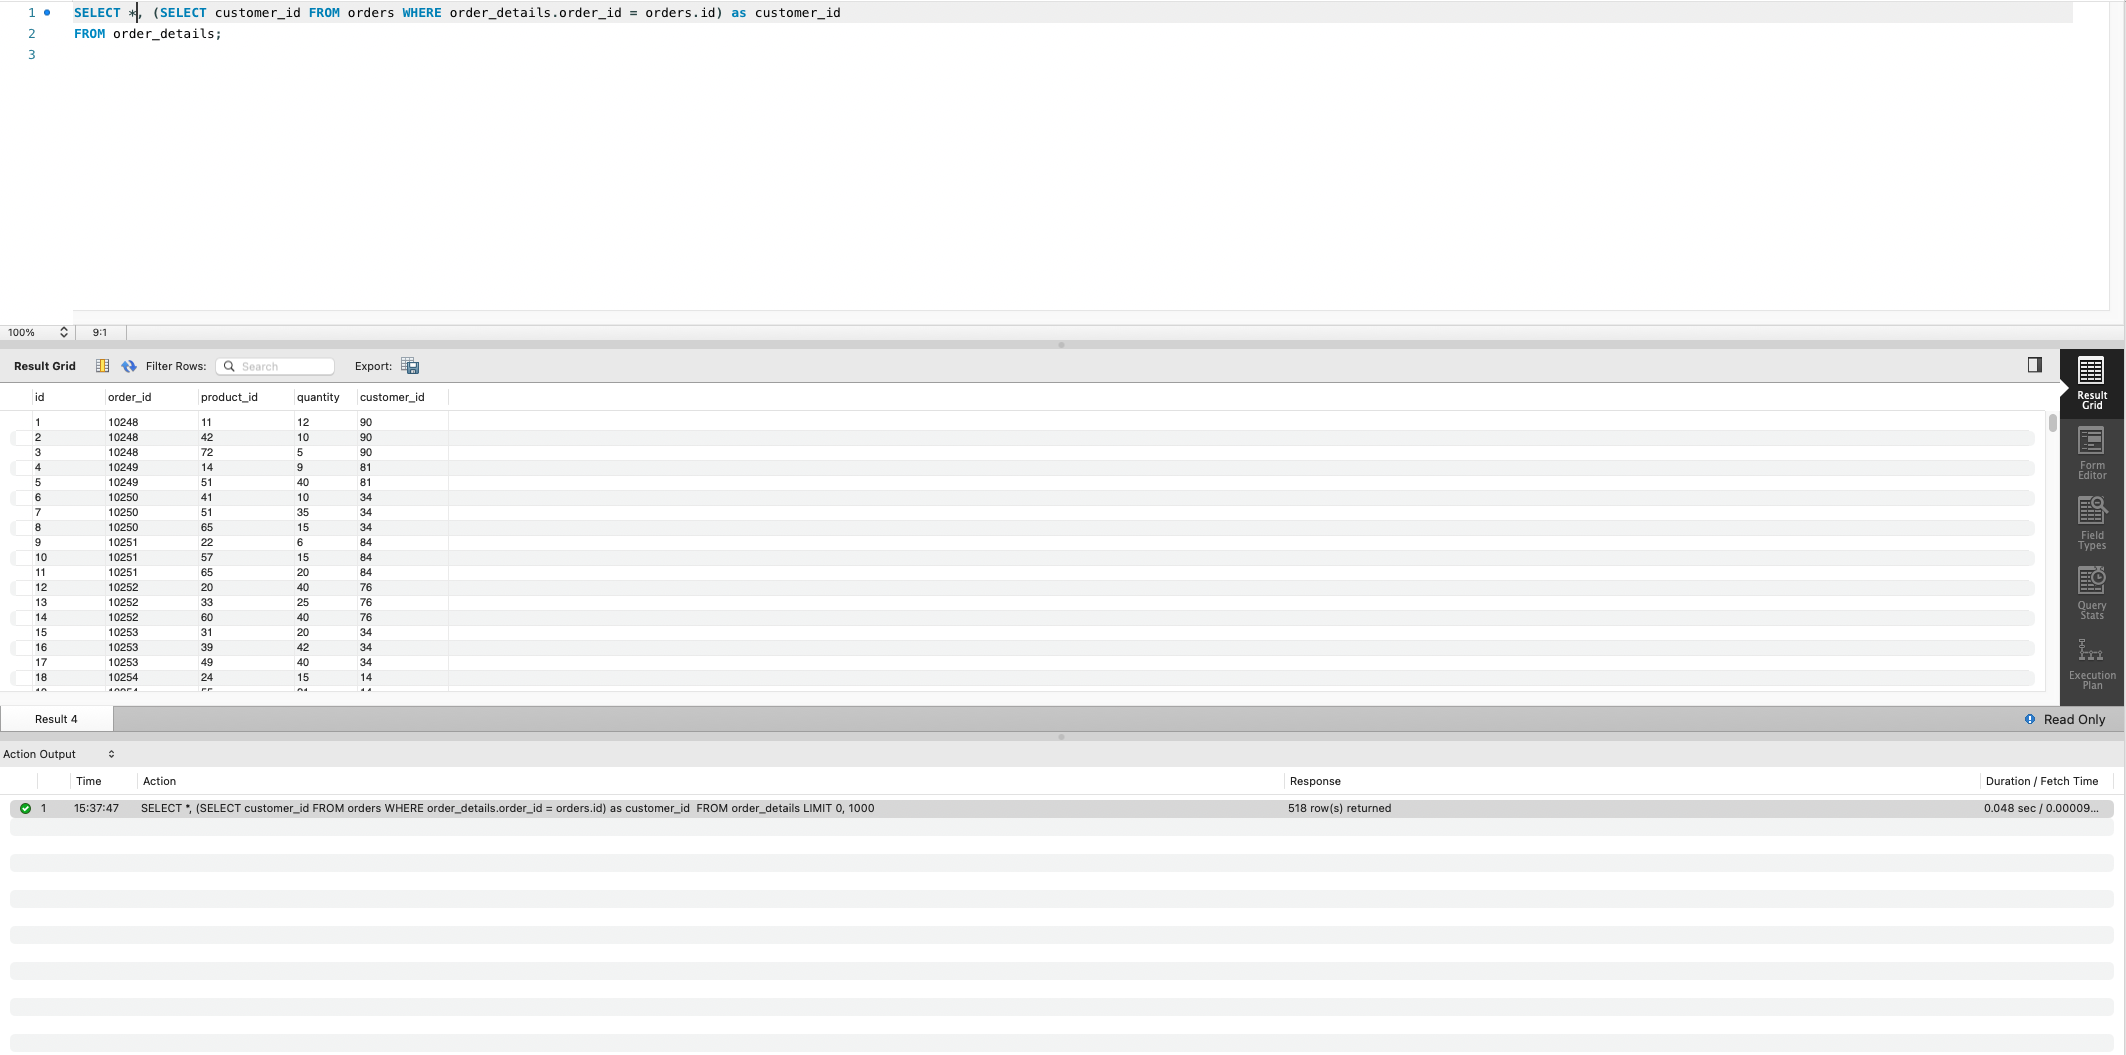 1 SELECT *, (SELECT customer_id FROM orders WHERE order_details.order_id = orders.id) as customer_id
2 FROM order_details;
3
100% 9:1
Result Grid Filter Rows: Search Export:
id order_id product_id quantity customer_id
1 10248 11 12 90
2 10248 42 10 90
3 10248 72 5 90
4 10249 14 9 81
5 10249 51 40 81
6 10250 41 10 34
7 10250 51 35 34
8 10250 65 15 34
9 10251 22 6 84
10 10251 57 15 84
11 10251 65 20 84
12 10252 20 40 76
13 10252 33 25 76
14 10252 60 40 76
15 10253 31 20 34
16 10253 39 42 34
17 10253 49 40 34
18 10254 24 15 14
Result
Grid
Form
Editor
Field
Types
Query
Stats
Execution
Plan
Result 4 Read Only
Action Output
Time Action Response Duration / Fetch Time
1 15:37:47 SELECT *, (SELECT customer_id FROM orders WHERE order_details.order_id = orders.id) as customer_id  FROM order_details LIMIT 0, 1000 518 row(s) returned 0.048 sec / 0.00009...